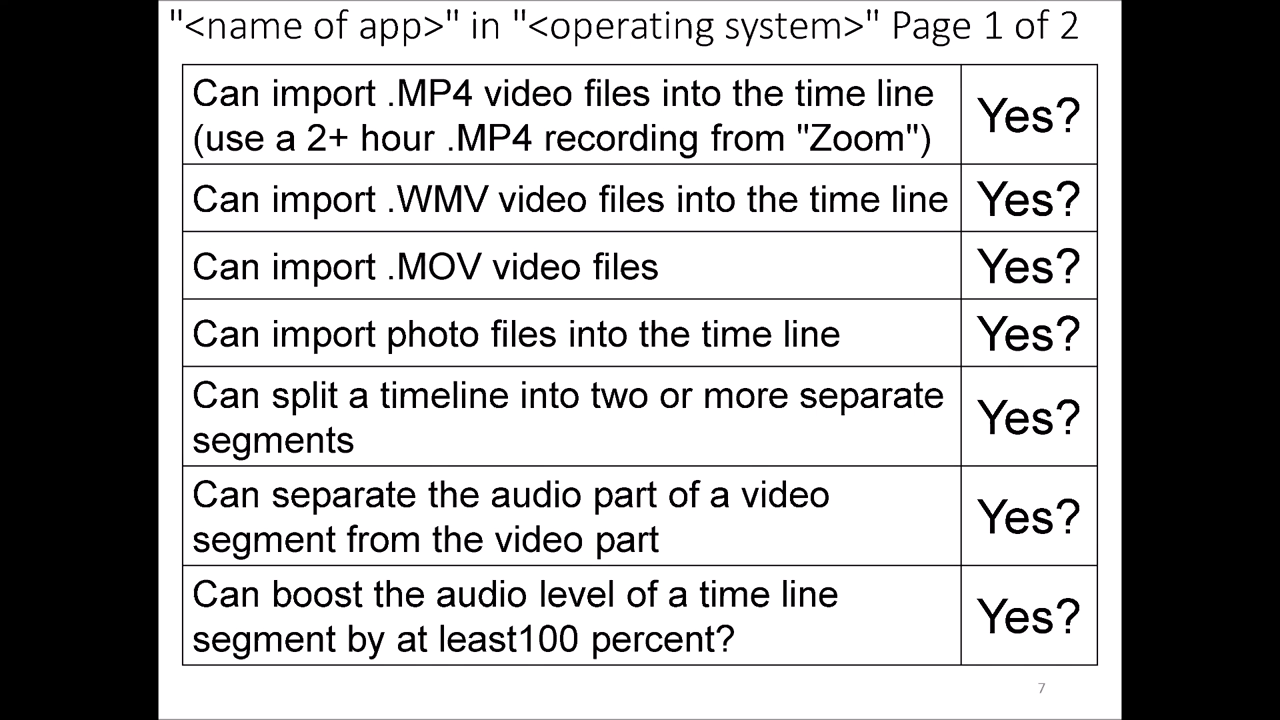 "<name of app>" in "<operating system>" Page 1 of 2
Can import .MP4 video files into the time line
(use a 2+ hour .MP4 recording from "Zoom")
Yes?
Can import .WMV video files into the time line
Yes?
Can import .MOV video files
Yes?
Can import photo files into the time line
Yes?
Can split a timeline into two or more separate
segments
Yes?
Can separate the audio part of a video
segment from the video part
Yes?
Can boost the audio level of a time line
segment by at least100 percent?
Yes?
7